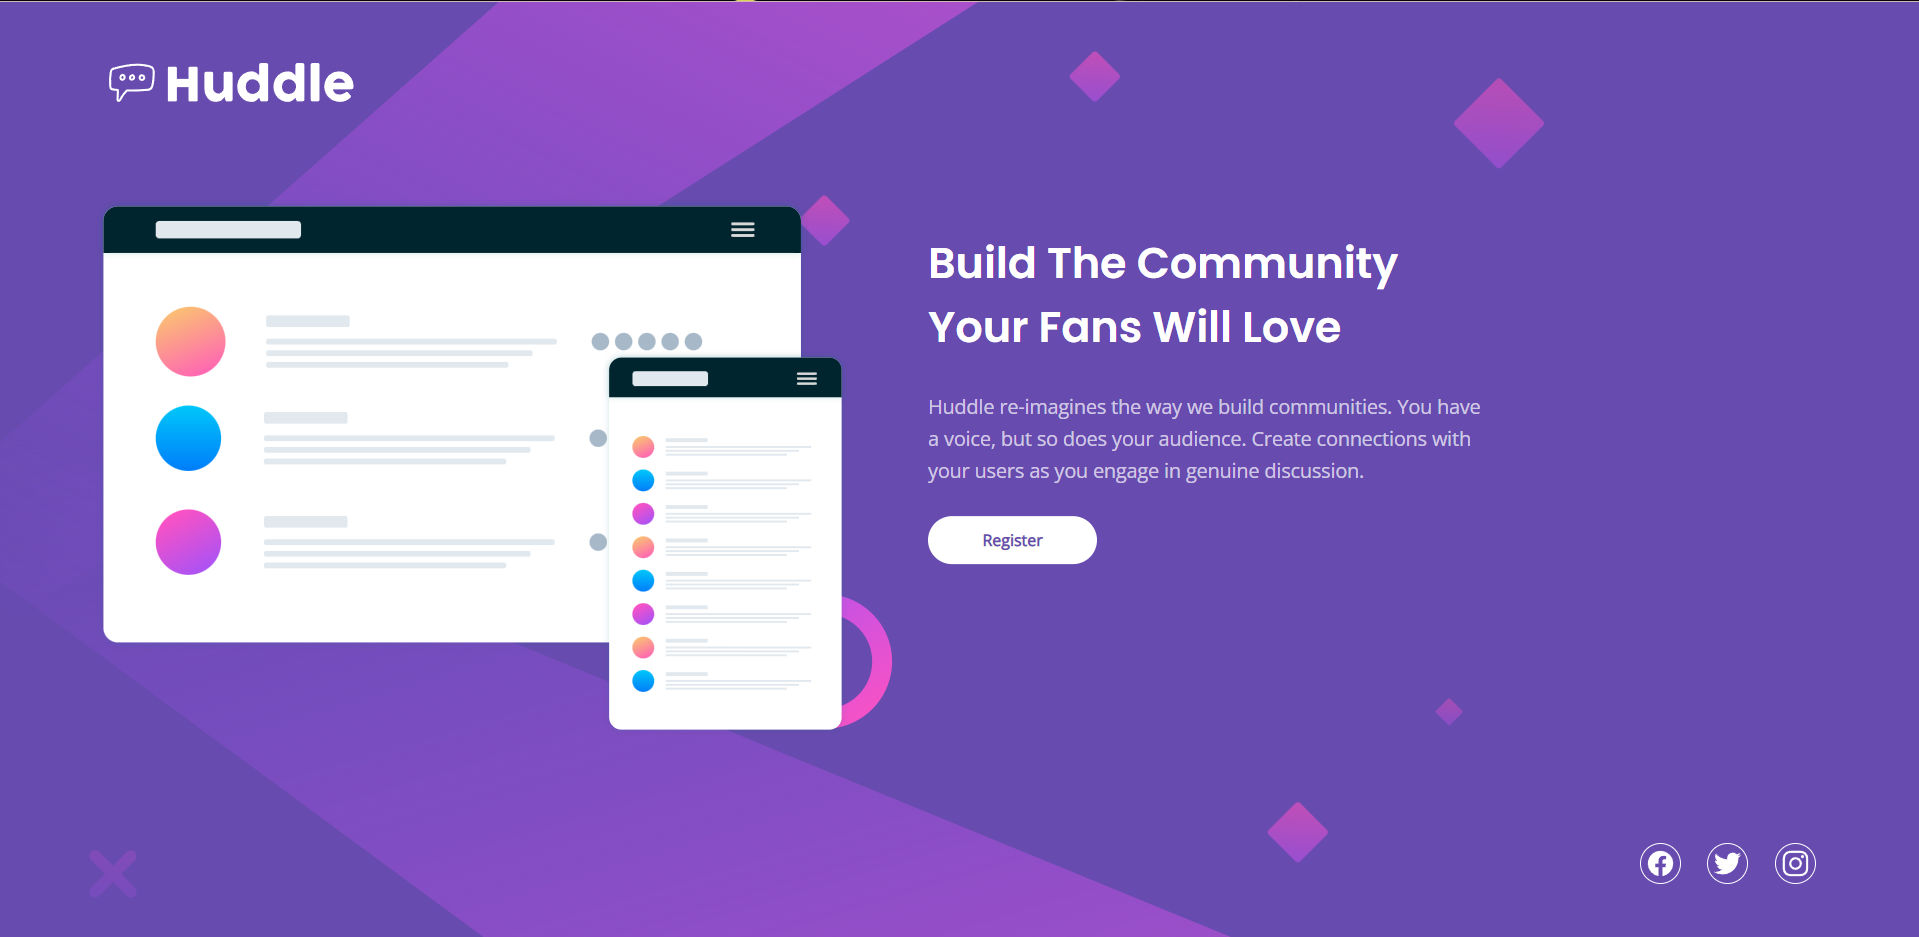 Huddle
Build The Community
Your Fans Will Love
Huddle re-imagines the way we build communities. You have
a voice, but so does your audience. Create connections with
your users as you engage in genuine discussion.
Register